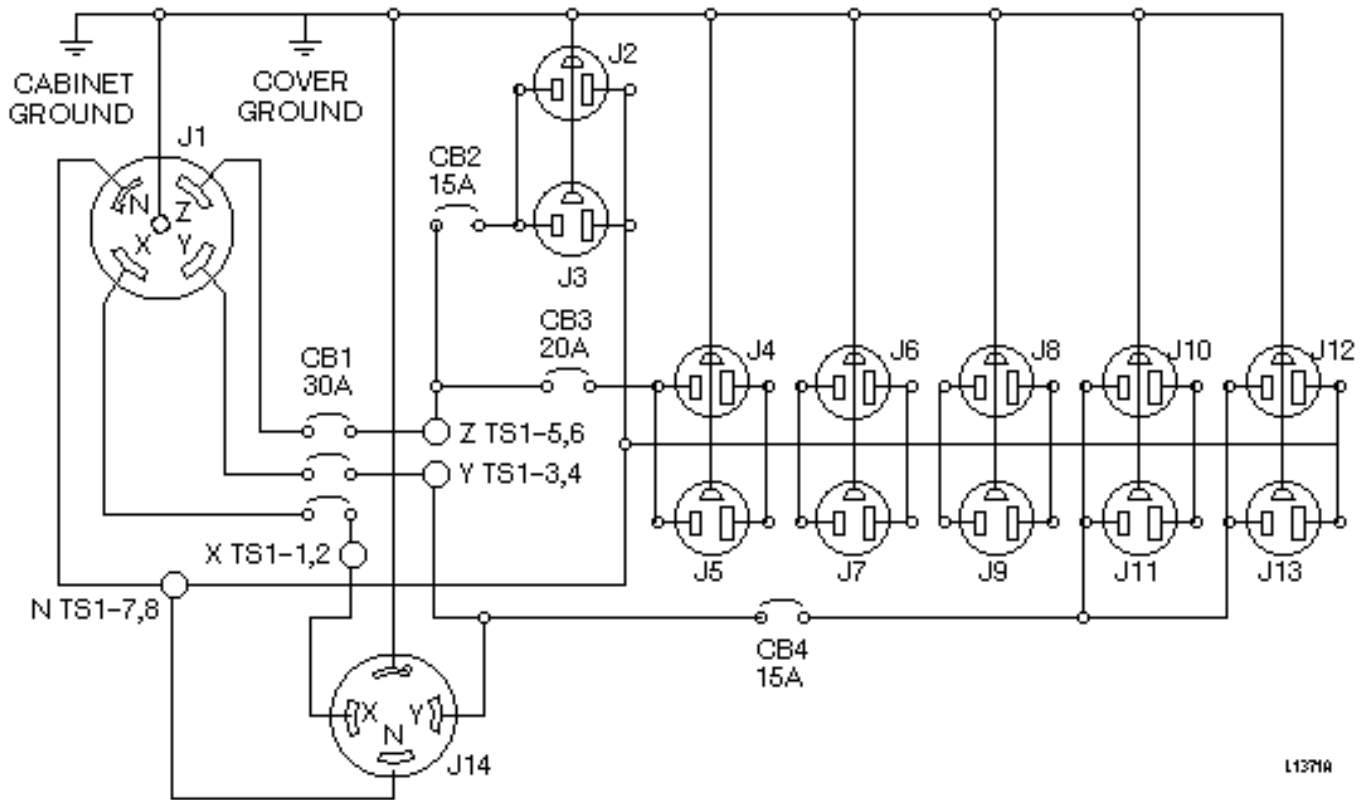 CABINET
GROUND
COVER
GROUND
J2
J1
N
Z
X
Y
CB2
15A
J3
CB3
20A
CB1
30A
J4
J6
J8
J10
J12
Z TS1-5,6
Y TS1-3,4
X TS1-1,2
J5
J7
J9
J11
J13
N TS1-7,8
CB4
15A
X
Y
N
J14
L1371A